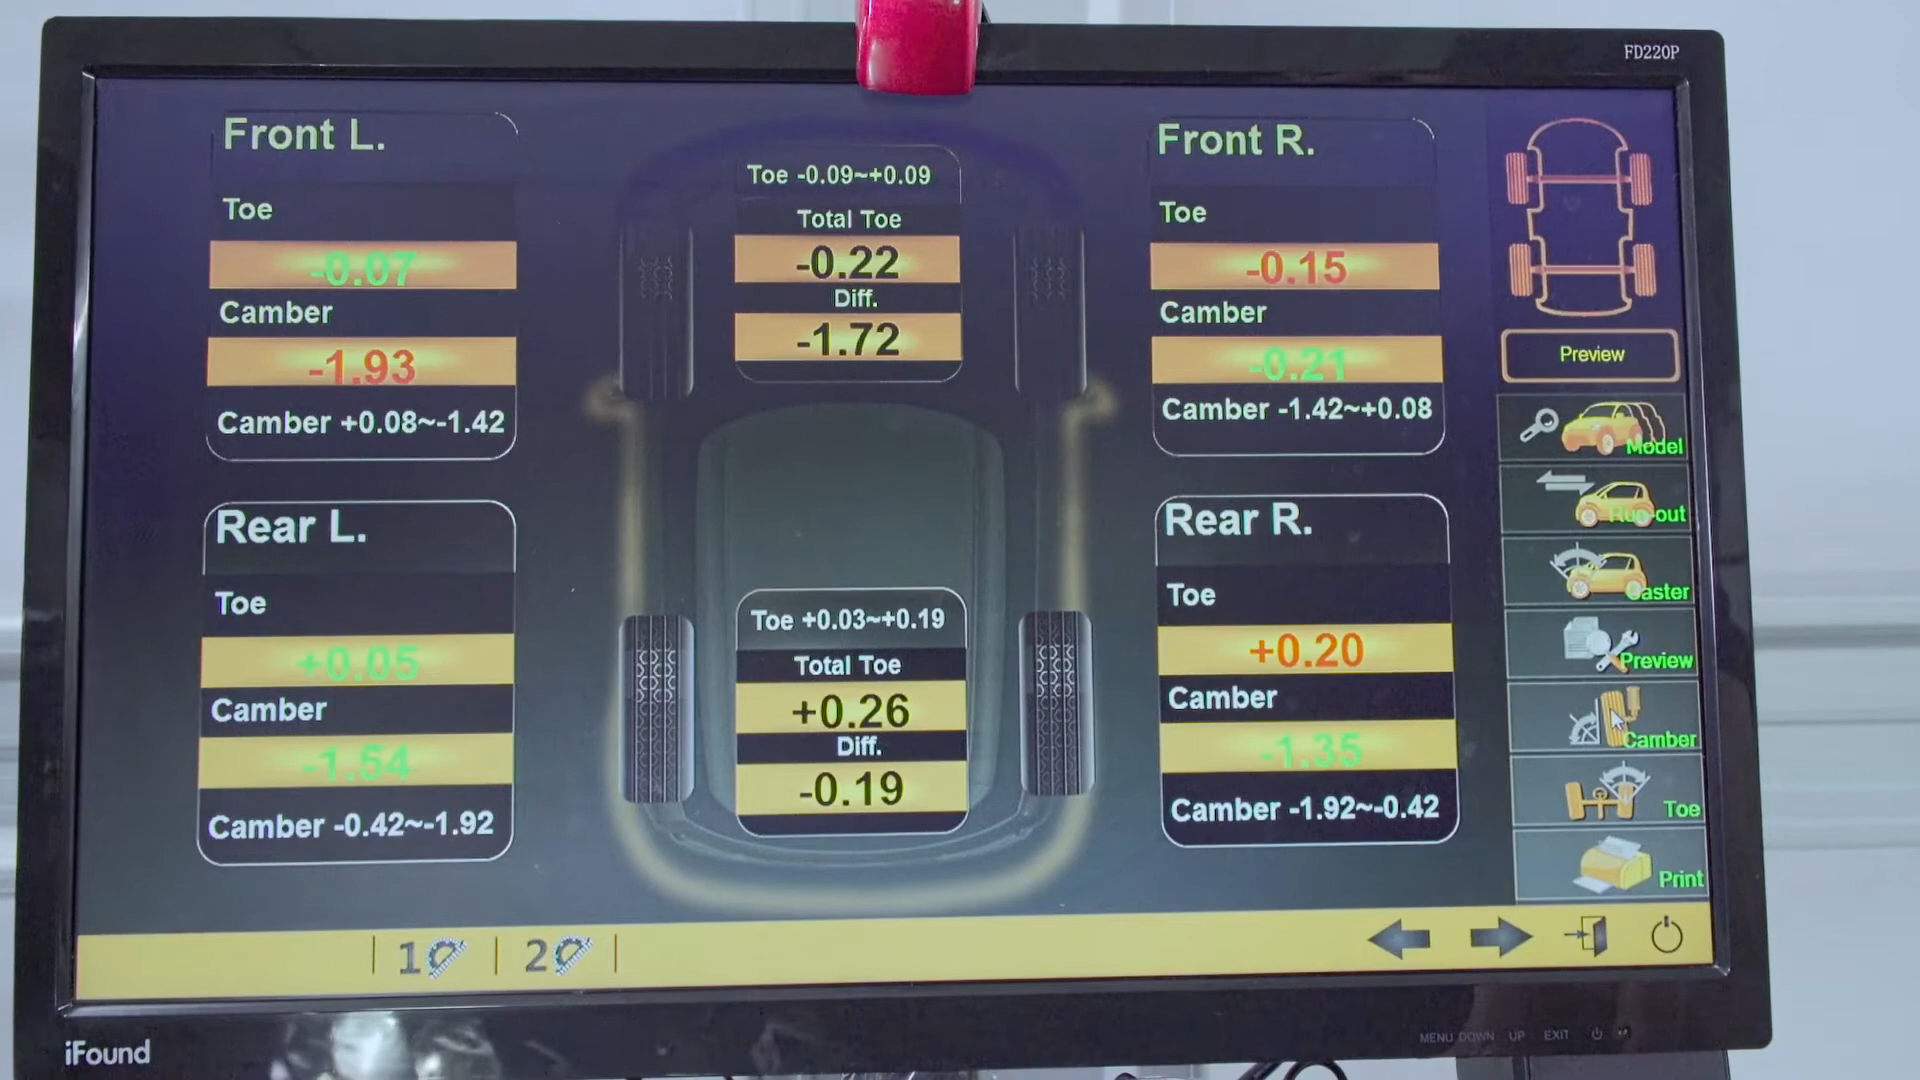 FD220P
Front L.
Toe
-0.07
Camber
-1.93
Camber +0.08~-1.42
Toe -0.09~+0.09
Total Toe
-0.22
Diff.
-1.72
Front R.
Toe
-0.15
Camber
-0.21
Camber -1.42~+0.08
Rear L.
Toe
+0.05
Camber
-1.54
Camber -0.42~-1.92
Toe +0.03~+0.19
Total Toe
+0.26
Diff.
-0.19
Rear R.
Toe
+0.20
Camber
-1.35
Camber -1.92~-0.42
Preview
Model
Run-out
Caster
Preview
Camber
Toe
Print
1
2
iFound
MENU DOWN UP EXIT